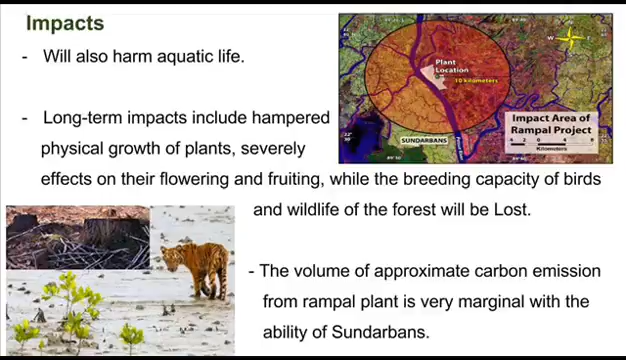 Impacts
- Will also harm aquatic life.
- Long-term impacts include hampered
physical growth of plants, severely
effects on their flowering and fruiting, while the breeding capacity of birds
and wildlife of the forest will be Lost.
- The volume of approximate carbon emission
from rampal plant is very marginal with the
ability of Sundarbans.
Plant
Location
10 kilometers
W
E
SUNDARBANS
Impact Area of
Rampal Project
Kilometers